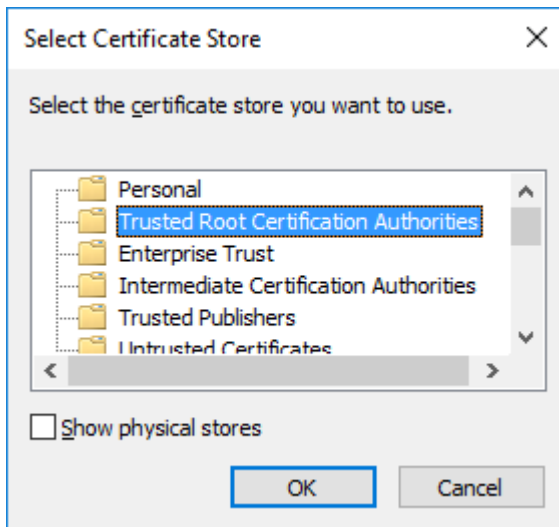 Select Certificate Store
Select the certificate store you want to use.
Personal
Trusted Root Certification Authorities
Enterprise Trust
Intermediate Certification Authorities
Trusted Publishers
Untrusted Certificates
Show physical stores
OK
Cancel